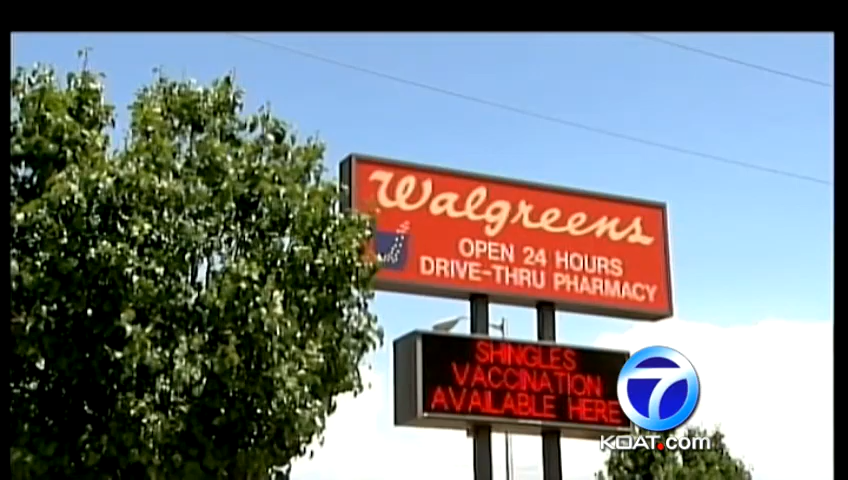 Walgreens
OPEN 24 HOURS
DRIVE-THRU PHARMACY
SHINGLES
VACCINATION
AVAILABLE HERE
7
KOAT.com